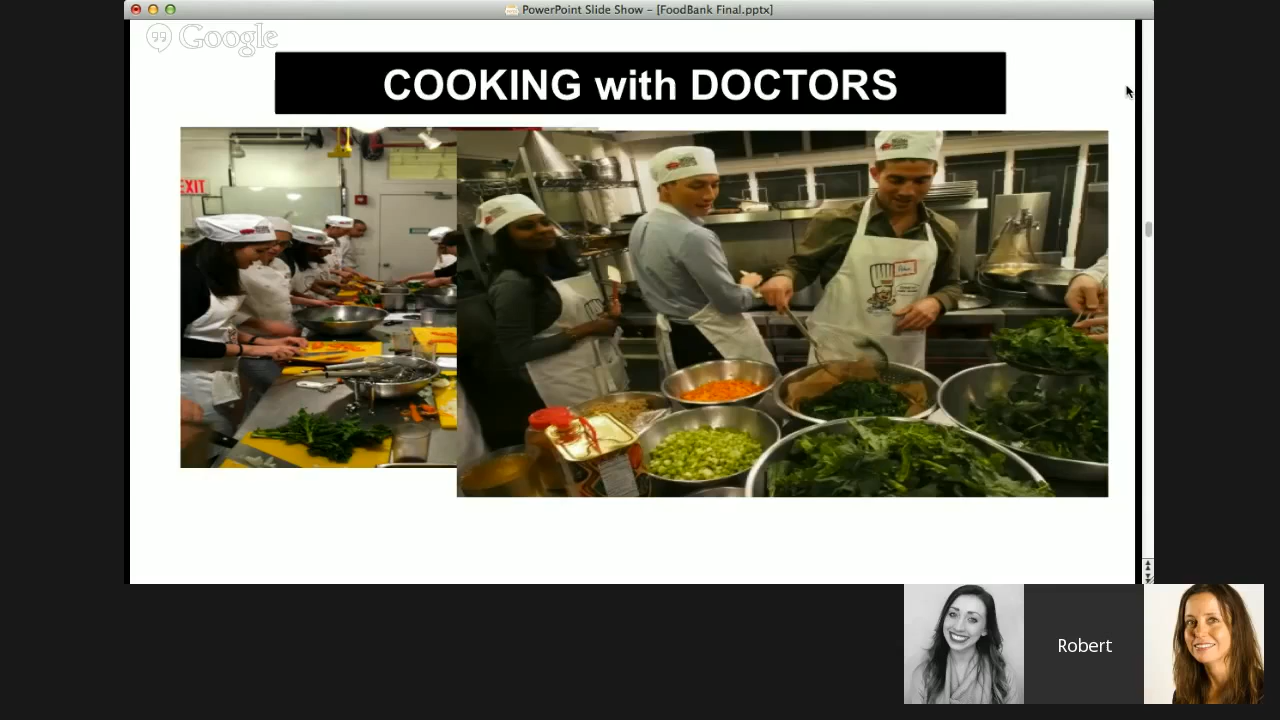 PowerPoint Slide Show - [FoodBank Final.pptx]
Google
COOKING with DOCTORS
EXIT
Robert